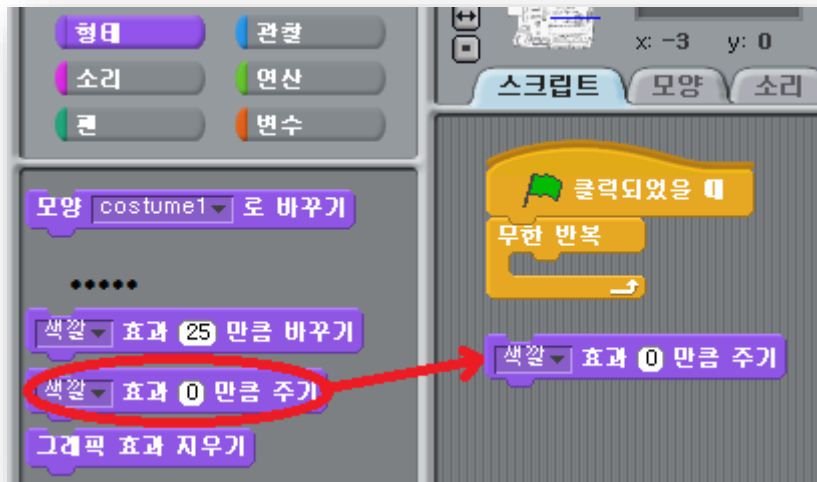 형태 관찰
소리 연산
펜 변수
x: -3 y: 0
스크립트 모양 소리
모양 costume1 로 바꾸기
색깔 효과 25 만큼 바꾸기
색깔 효과 0 만큼 주기
그래픽 효과 지우기
클릭되었을 때
무한 반복
색깔 효과 0 만큼 주기